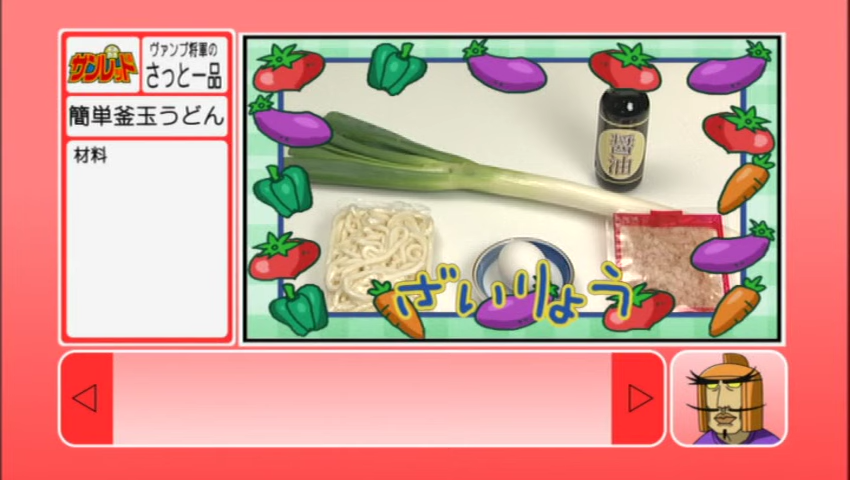 サンレッド
ヴァンプ将軍の
さっと一品
簡単釜玉うどん
材料
醤油
ざいりょう